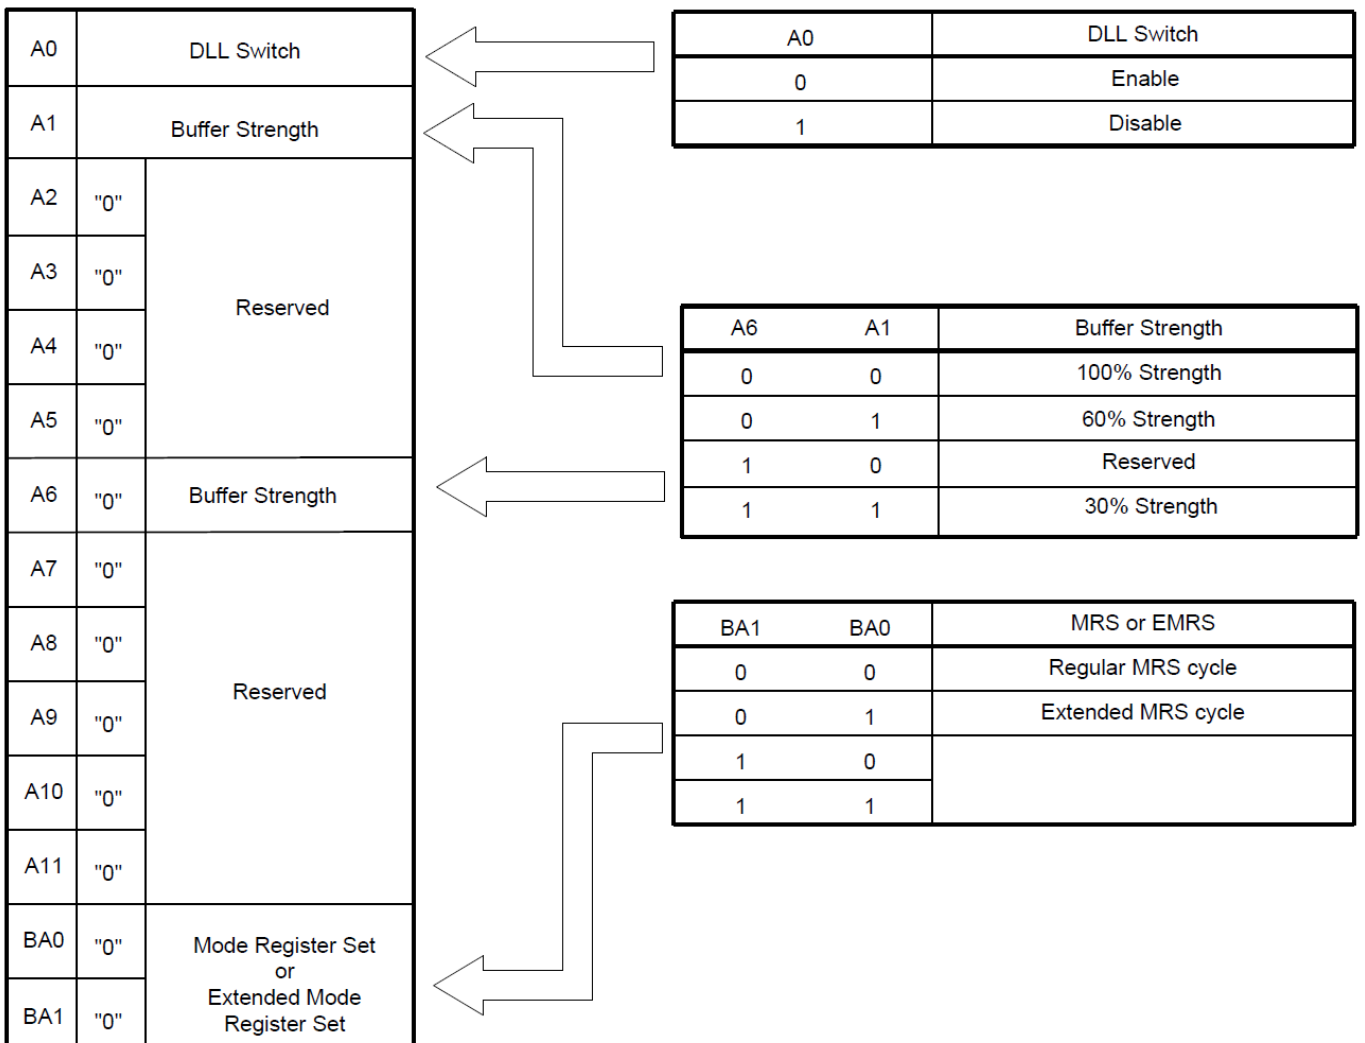 A0 DLL Switch
A1 Buffer Strength
A2 "0"
A3 "0"
Reserved
A4 "0"
A5 "0"
A6 "0" Buffer Strength
A7 "0"
A8 "0"
Reserved
A9 "0"
A10 "0"
A11 "0"
BA0 "0"
Mode Register Set
or
Extended Mode
Register Set
BA1 "0"
A0 DLL Switch
0 Enable
1 Disable
A6 A1 Buffer Strength
0 0 100% Strength
0 1 60% Strength
1 0 Reserved
1 1 30% Strength
BA1 BA0 MRS or EMRS
0 0 Regular MRS cycle
0 1 Extended MRS cycle
1 0
1 1